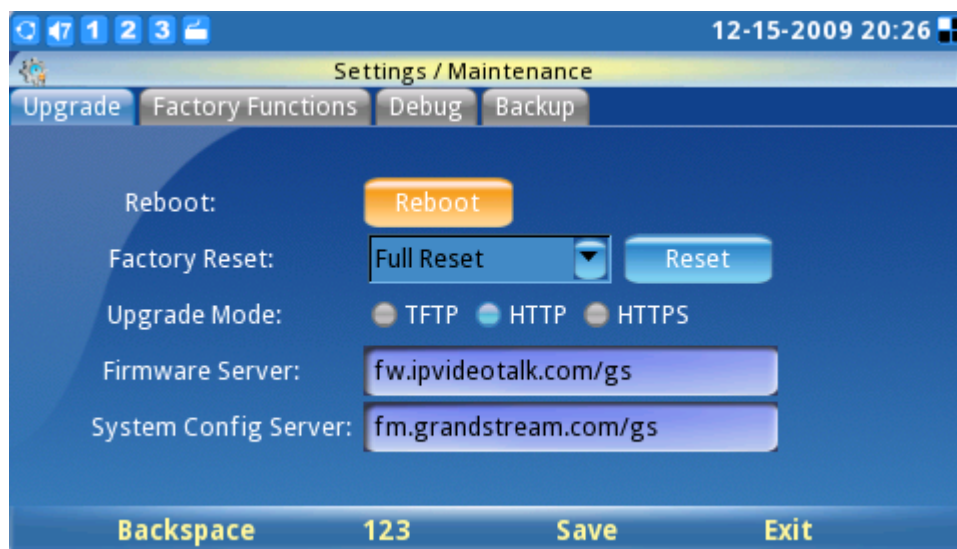 7 1 2 3 12-15-2009 20:26
Settings / Maintenance
Upgrade Factory Functions Debug Backup
Reboot: Reboot
Factory Reset: Full Reset Reset
Upgrade Mode: TFTP HTTP HTTPS
Firmware Server: fw.ipvideotalk.com/gs
System Config Server: fm.grandstream.com/gs
Backspace 123 Save Exit